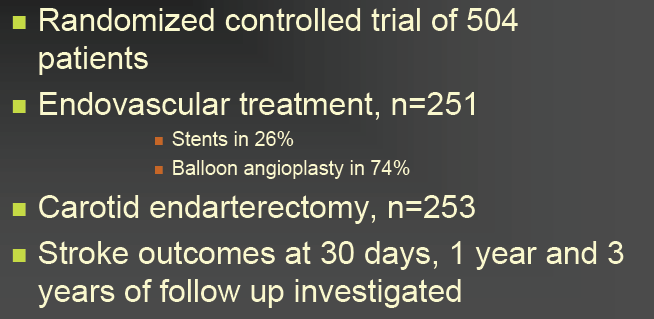 Randomized controlled trial of 504
patients
Endovascular treatment, n=251
Stents in 26%
Balloon angioplasty in 74%
Carotid endarterectomy, n=253
Stroke outcomes at 30 days, 1 year and 3
years of follow up investigated